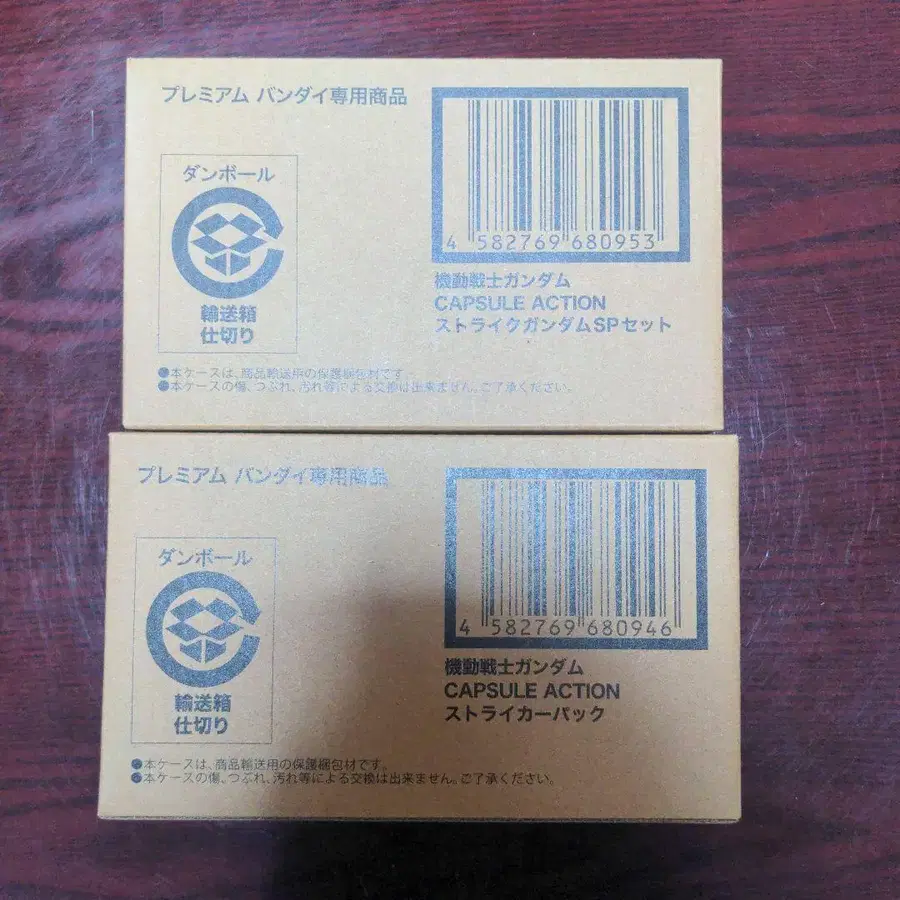 プレミアム バンダイ専用商品
ダンボール
輸送箱
仕切り
4 582769 680953
機動戦士ガンダム
CAPSULE ACTION
ストライクガンダムSPセット
●本ケースは、商品輸送用の保護梱包材です。
●本ケースの傷、つぶれ、汚れ等による交換は出来ません。ご了承ください。
プレミアム バンダイ専用商品
ダンボール
輸送箱
仕切り
4 582769 680946
機動戦士ガンダム
CAPSULE ACTION
ストライカーパック
●本ケースは、商品輸送用の保護梱包材です。
●本ケースの傷、つぶれ、汚れ等による交換は出来ません。ご了承ください。